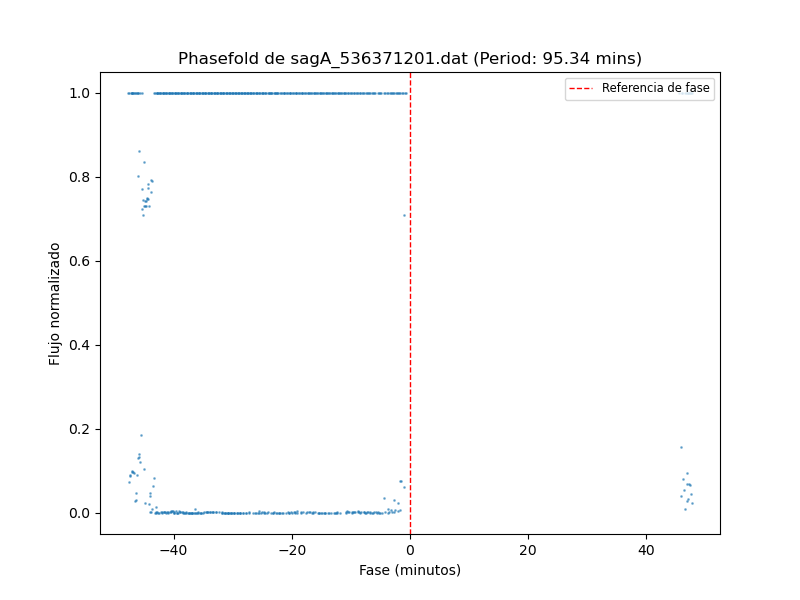 Phasefold de sagA_536371201.dat (Period: 95.34 mins)
Referencia de fase
Flujo normalizado
1.0
0.8
0.6
0.4
0.2
0.0
−40 −20 0 20 40
Fase (minutos)